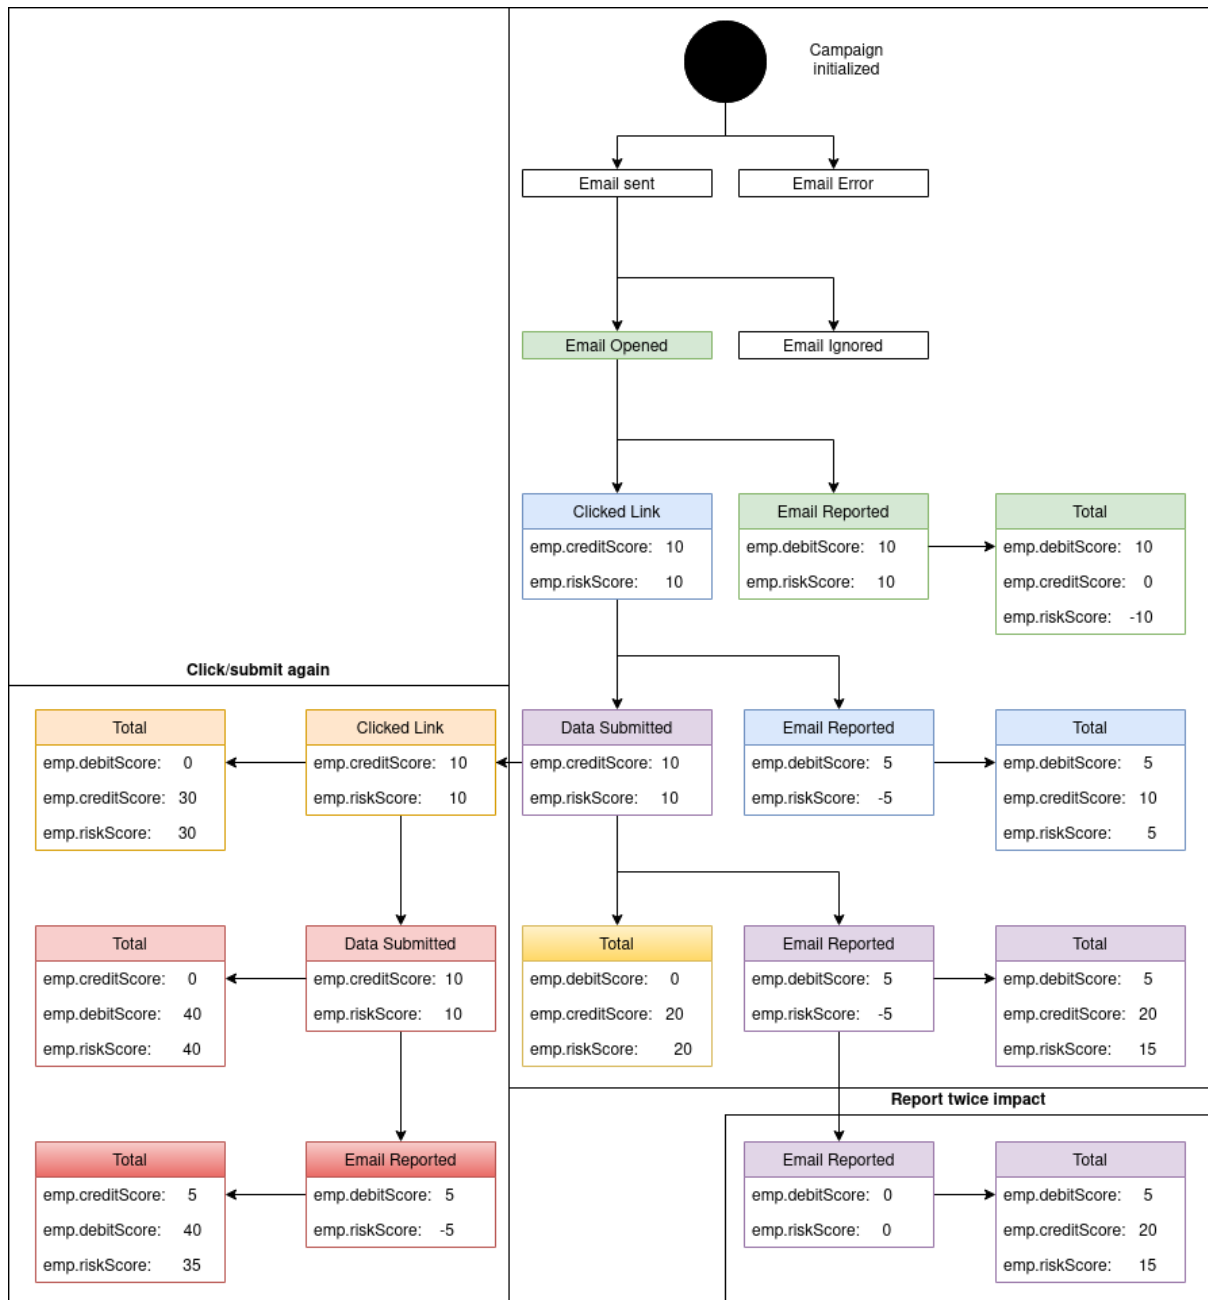 Campaign
initialized
Email sent
Email Error
Email Opened
Email Ignored
Clicked Link
emp.creditScore: 10
emp.riskScore: 10
Email Reported
emp.debitScore: 10
emp.riskScore: 10
Total
emp.debitScore: 10
emp.creditScore: 0
emp.riskScore: -10
Click/submit again
Total
emp.debitScore: 0
emp.creditScore: 30
emp.riskScore: 30
Clicked Link
emp.creditScore: 10
emp.riskScore: 10
Data Submitted
emp.creditScore: 10
emp.riskScore: 10
Email Reported
emp.debitScore: 5
emp.riskScore: -5
Total
emp.debitScore: 5
emp.creditScore: 10
emp.riskScore: 5
Total
emp.creditScore: 0
emp.debitScore: 40
emp.riskScore: 40
Data Submitted
emp.creditScore: 10
emp.riskScore: 10
Total
emp.debitScore: 0
emp.creditScore: 20
emp.riskScore: 20
Email Reported
emp.debitScore: 5
emp.riskScore: -5
Total
emp.debitScore: 5
emp.creditScore: 20
emp.riskScore: 15
Report twice impact
Total
emp.creditScore: 5
emp.debitScore: 40
emp.riskScore: 35
Email Reported
emp.debitScore: 5
emp.riskScore: -5
Email Reported
emp.debitScore: 0
emp.riskScore: 0
Total
emp.debitScore: 5
emp.creditScore: 20
emp.riskScore: 15